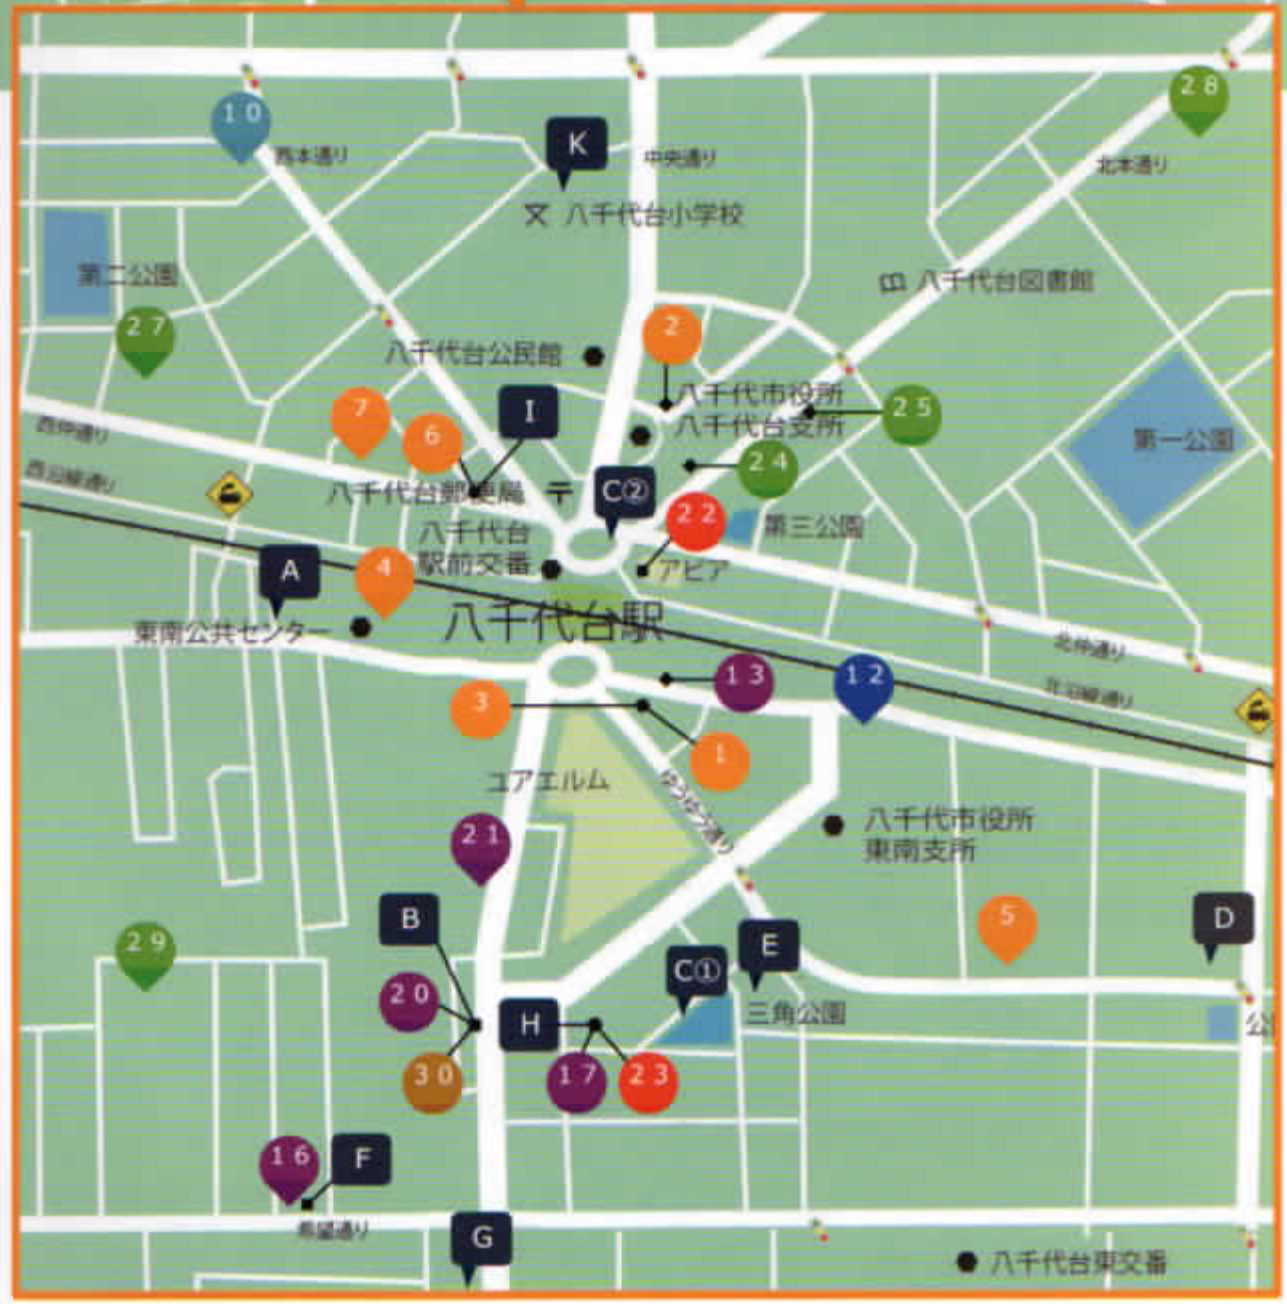 28
10
K
西本通り
中央通り
北本通り
八千代台小学校
第二公園
八千代台図書館
27
2
八千代台公民館
7
I
八千代市役所
八千代台支所
25
6
西仲通り
第一公園
24
西沿線通り
八千代台郵便局
〒
C②
22
第三公園
八千代台
駅前交番
アピア
A
4
八千代台駅
東南公共センター
北仲通り
13
12
北沿線通り
3
1
ユアエルム
ゆうゆう通り
21
八千代市役所
東南支所
B
5
D
29
E
C①
20
H
三角公園
公
30
17
23
16
F
希望通り
G
八千代台東交番